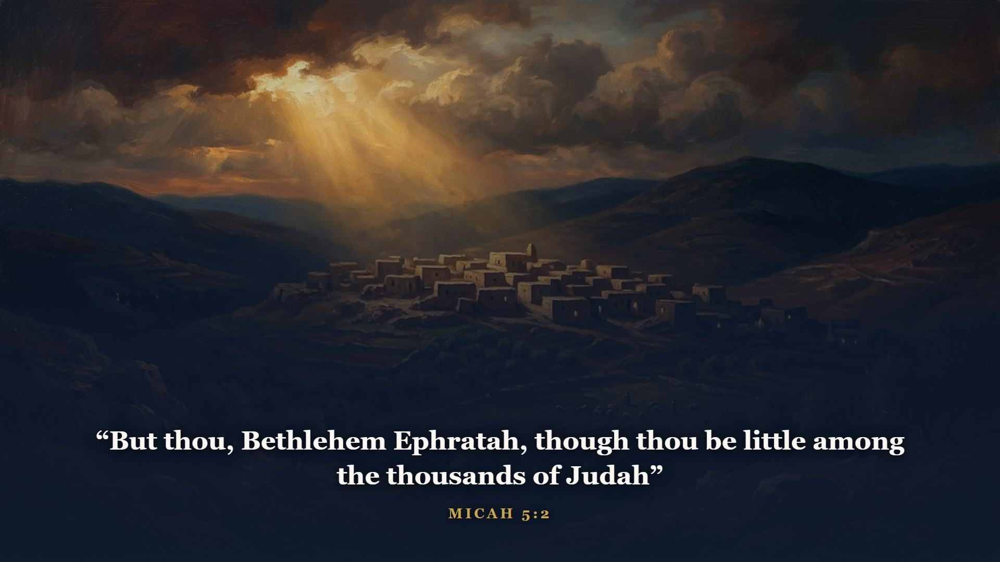 “But thou, Bethlehem Ephratah, though thou be little among
the thousands of Judah”
MICAH 5:2